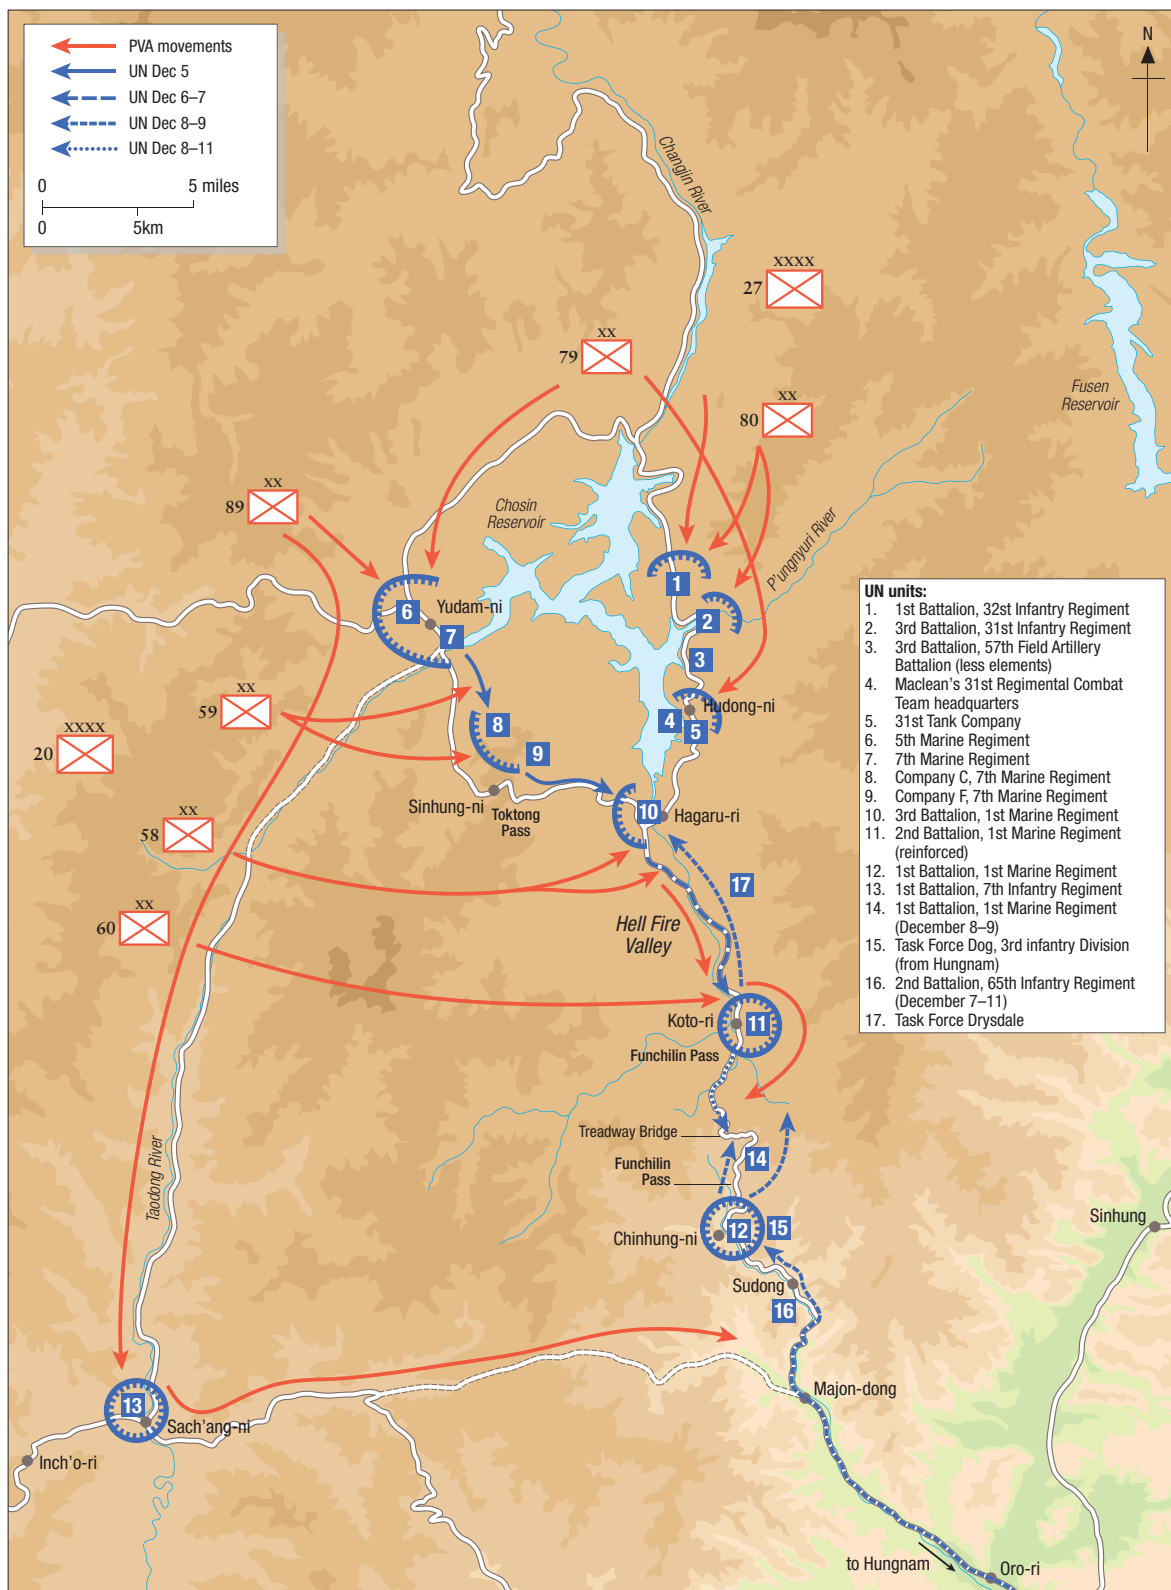 PVA movements
UN Dec 5
UN Dec 6–7
UN Dec 8–9
UN Dec 8–11
0 5 miles
0 5km
N
Changjin River
XXXX
27
XX
79
XX
80
Fusen
Reservoir
XX
89
Chosin
Reservoir
P'ungnyuri River
1
6
Yudam-ni
7
2
3
XX
59
Hudong-ni
4
5
8
9
XXXX
20
Sinhung-ni
Toktong
Pass
10
Hagaru-ri
XX
58
17
XX
60
Hell Fire
Valley
Koto-ri
11
Funchilin Pass
Treadway Bridge
14
Funchilin
Pass
Taodong River
12
15
Chinhung-ni
Sinhung
Sudong
16
13
Sach'ang-ni
Majon-dong
Inch'o-ri
to Hungnam
Oro-ri
UN units:
1. 1st Battalion, 32st Infantry Regiment
2. 3rd Battalion, 31st Infantry Regiment
3. 3rd Battalion, 57th Field Artillery
Battalion (less elements)
4. Maclean's 31st Regimental Combat
Team headquarters
5. 31st Tank Company
6. 5th Marine Regiment
7. 7th Marine Regiment
8. Company C, 7th Marine Regiment
9. Company F, 7th Marine Regiment
10. 3rd Battalion, 1st Marine Regiment
11. 2nd Battalion, 1st Marine Regiment
(reinforced)
12. 1st Battalion, 1st Marine Regiment
13. 1st Battalion, 7th Infantry Regiment
14. 1st Battalion, 1st Marine Regiment
(December 8–9)
15. Task Force Dog, 3rd infantry Division
(from Hungnam)
16. 2nd Battalion, 65th Infantry Regiment
(December 7–11)
17. Task Force Drysdale